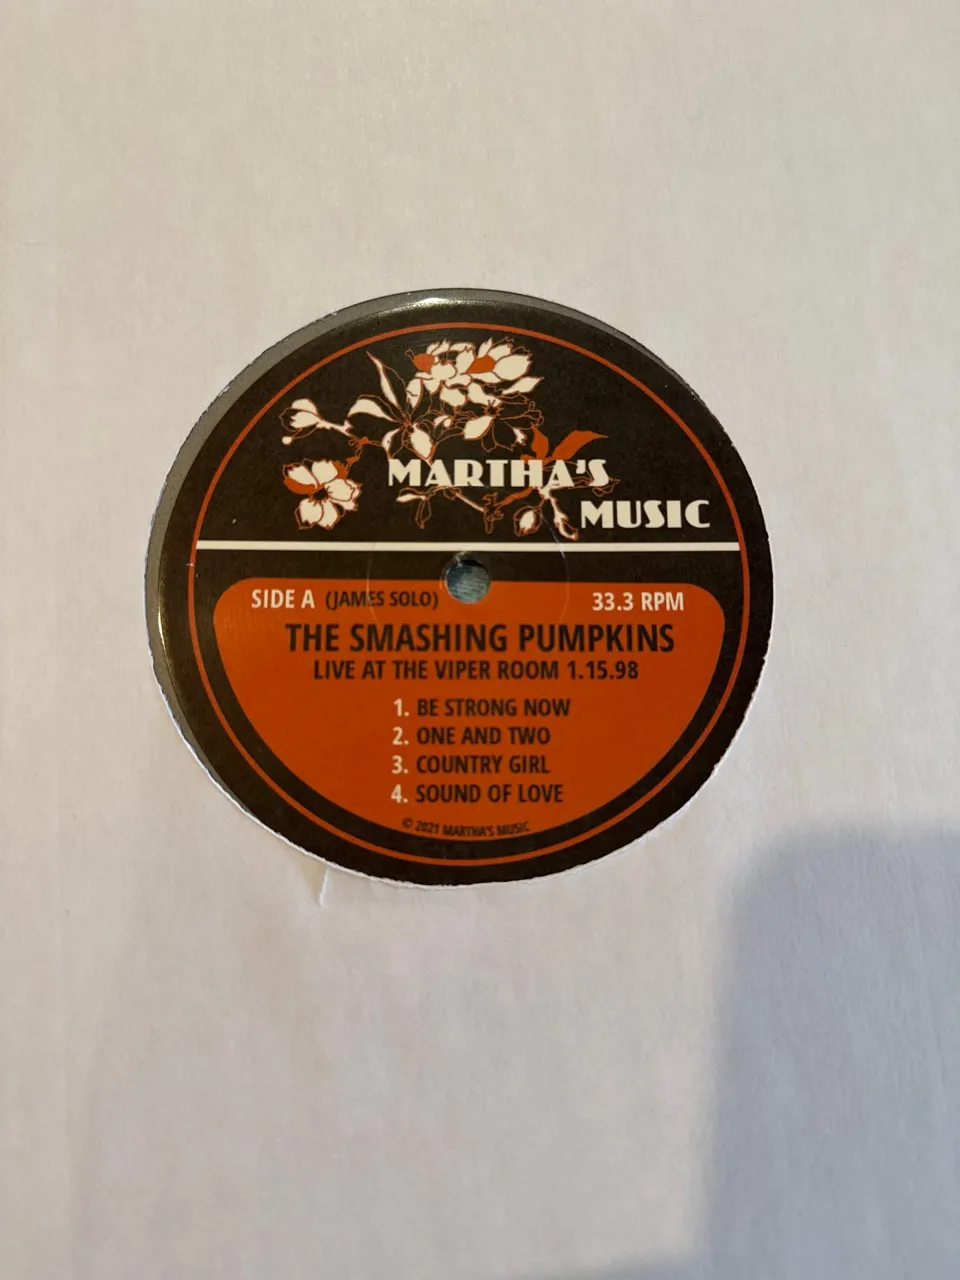 MARTHA'S
MUSIC
SIDE A (JAMES SOLO) 33.3 RPM
THE SMASHING PUMPKINS
LIVE AT THE VIPER ROOM 1.15.98
1. BE STRONG NOW
2. ONE AND TWO
3. COUNTRY GIRL
4. SOUND OF LOVE
© 2021 MARTHA'S MUSIC